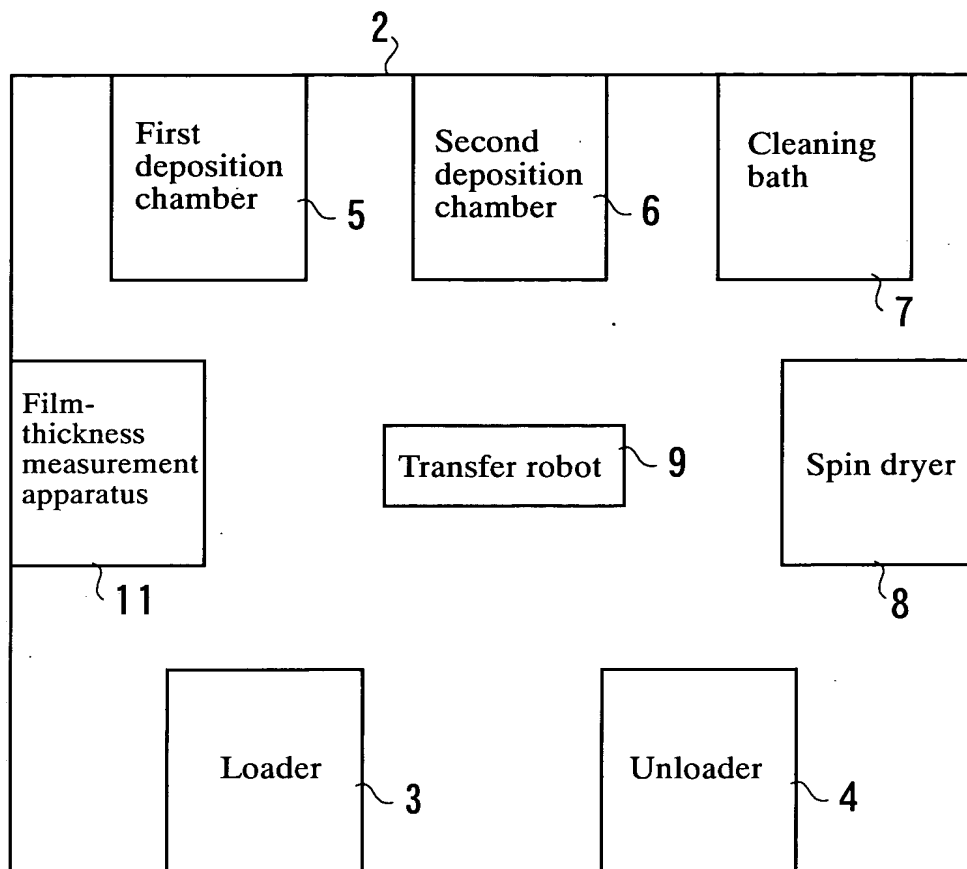 2
First
deposition
chamber
5
Second
deposition
chamber
6
Cleaning
bath
7
Film-
thickness
measurement
apparatus
11
Transfer robot
9
Spin dryer
8
Loader
3
Unloader
4